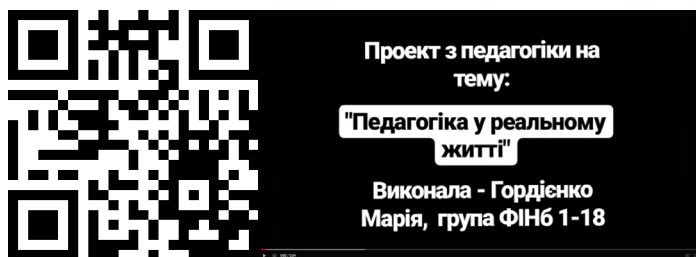 Проект з педагогіки на
тему:
"Педагогіка у реальному
житті"
Виконала - Гордієнко
Марія, група ФІНб 1-18